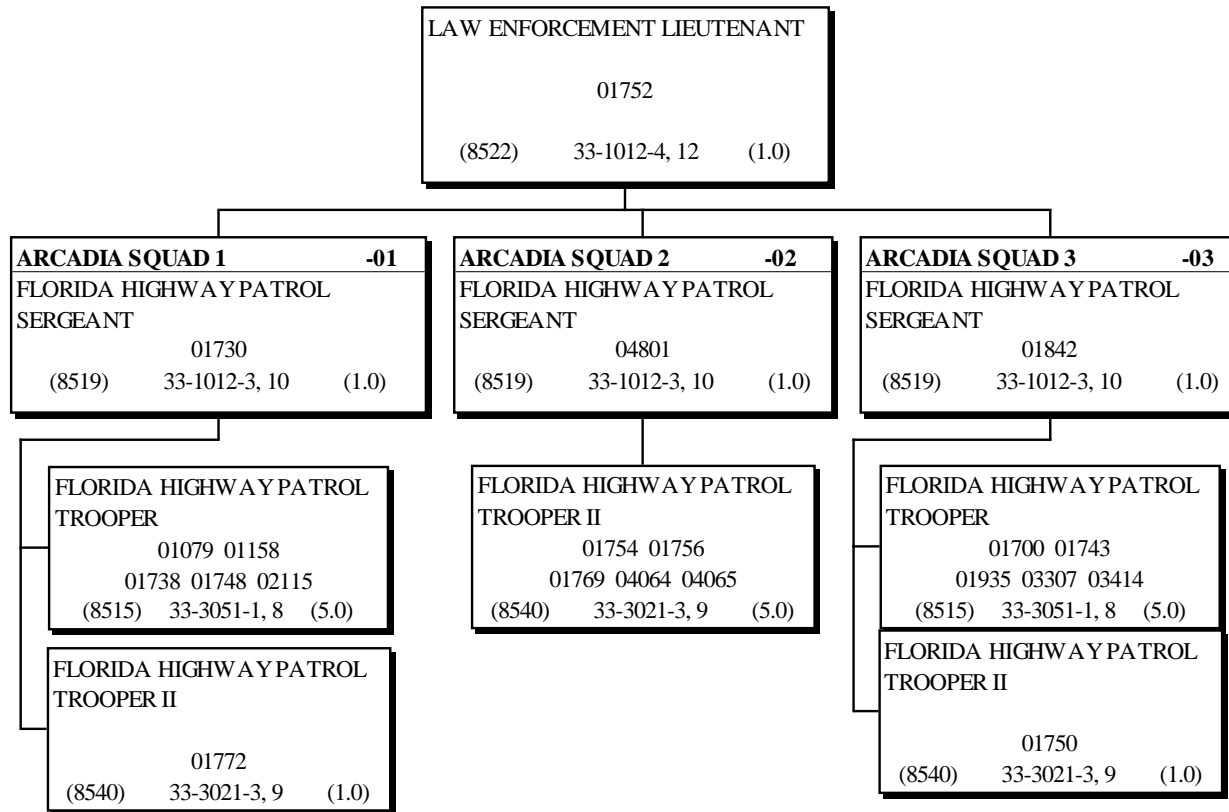 LAW ENFORCEMENT LIEUTENANT
01752
(8522) 33-1012-4, 12 (1.0)
ARCADIA SQUAD 1 -01
FLORIDA HIGHWAY PATROL
SERGEANT
01730
(8519) 33-1012-3, 10 (1.0)
ARCADIA SQUAD 2 -02
FLORIDA HIGHWAY PATROL
SERGEANT
04801
(8519) 33-1012-3, 10 (1.0)
ARCADIA SQUAD 3 -03
FLORIDA HIGHWAY PATROL
SERGEANT
01842
(8519) 33-1012-3, 10 (1.0)
FLORIDA HIGHWAY PATROL
TROOPER
01079 01158
01738 01748 02115
(8515) 33-3051-1, 8 (5.0)
FLORIDA HIGHWAY PATROL
TROOPER II
01754 01756
01769 04064 04065
(8540) 33-3021-3, 9 (5.0)
FLORIDA HIGHWAY PATROL
TROOPER
01700 01743
01935 03307 03414
(8515) 33-3051-1, 8 (5.0)
FLORIDA HIGHWAY PATROL
TROOPER II
01772
(8540) 33-3021-3, 9 (1.0)
FLORIDA HIGHWAY PATROL
TROOPER II
01750
(8540) 33-3021-3, 9 (1.0)